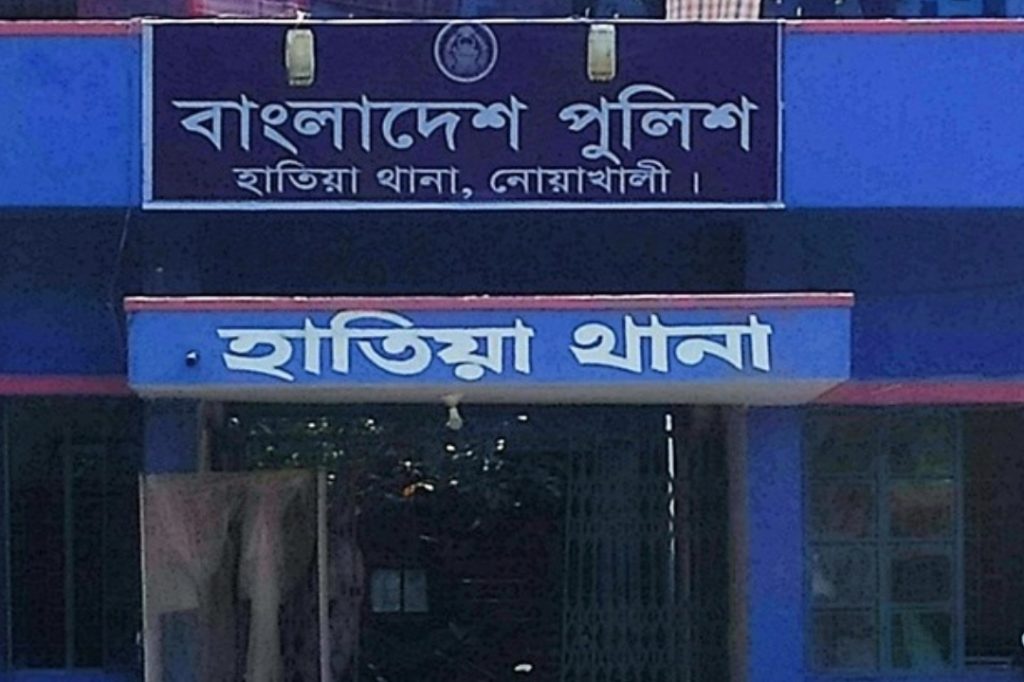 বাংলাদেশ পুলিশ
হাতিয়া থানা, নোয়াখালী ।
হাতিয়া থানা